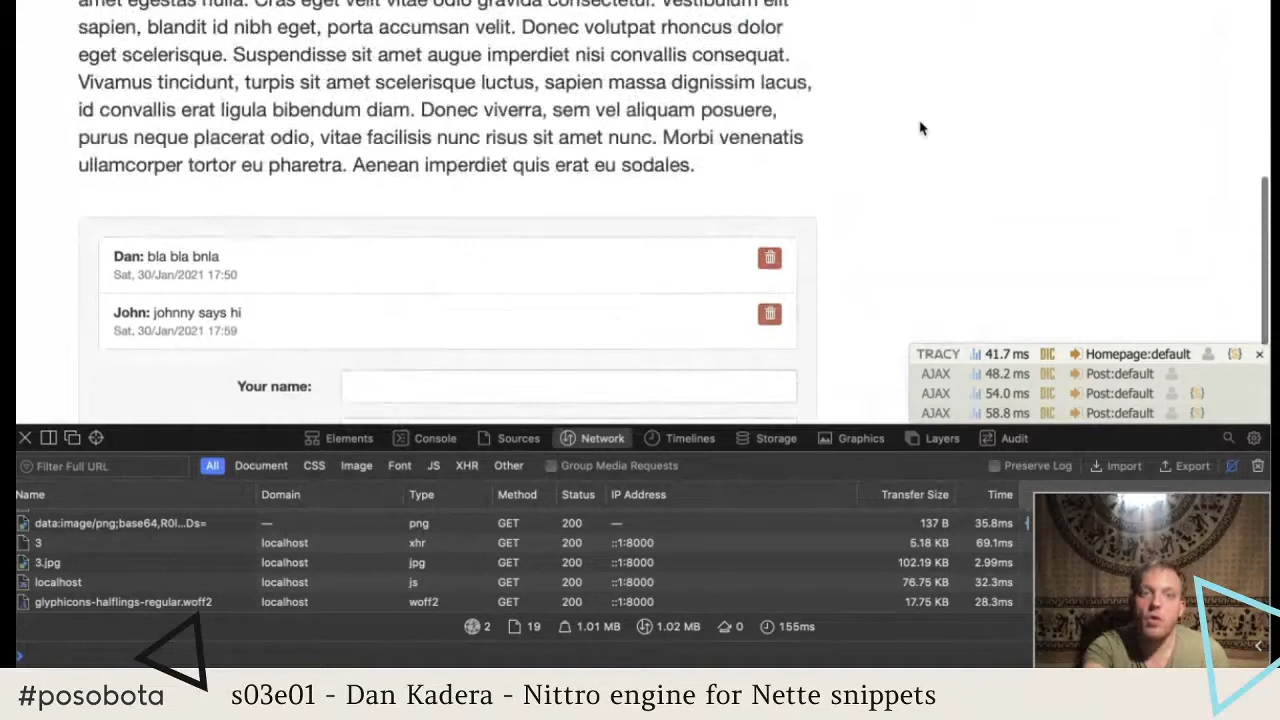 amet egestas nulla. Cras eget velit vitae odio gravida consectetur. Vestibulum elit
sapien, blandit id nibh eget, porta accumsan velit. Donec volutpat rhoncus dolor
eget scelerisque. Suspendisse sit amet augue imperdiet nisi convallis consequat.
Vivamus tincidunt, turpis sit amet scelerisque luctus, sapien massa dignissim lacus,
id convallis erat ligula bibendum diam. Donec viverra, sem vel aliquam posuere,
purus neque placerat odio, vitae facilisis nunc risus sit amet nunc. Morbi venenatis
ullamcorper tortor eu pharetra. Aenean imperdiet quis erat eu sodales.
Dan: bla bla bnla
Sat, 30/Jan/2021 17:50
John: johnny says hi
Sat, 30/Jan/2021 17:59
Your name:
TRACY 41.7 ms DIC Homepage:default {S} ×
AJAX 48.2 ms DIC Post:default
AJAX 54.0 ms DIC Post:default {S}
AJAX 58.8 ms DIC Post:default {S}
Elements Console Sources Network Timelines Storage Graphics Layers Audit
Filter Full URL All Document CSS Image Font JS XHR Other Group Media Requests Preserve Log Import Export
Name Domain Type Method Status IP Address Transfer Size Time
data:image/png;base64,R0l...Ds= — png GET 200 — 137 B 35.8ms
3 localhost xhr GET 200 ::1:8000 5.18 KB 69.1ms
3.jpg localhost jpg GET 200 ::1:8000 102.19 KB 2.99ms
localhost localhost js GET 200 ::1:8000 76.75 KB 32.3ms
glyphicons-halflings-regular.woff2 localhost woff2 GET 200 ::1:8000 17.75 KB 28.3ms
2 19 1.01 MB 1.02 MB 0 155ms
#posobota s03e01 - Dan Kadera - Nittro engine for Nette snippets